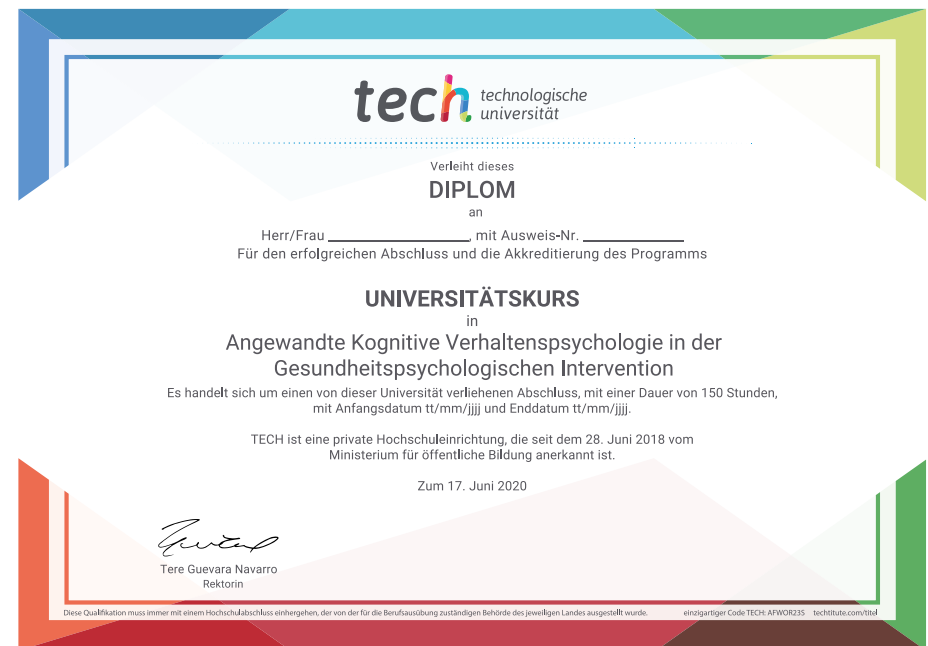 tech technologische
universität
Verleiht dieses
DIPLOM
an
Herr/Frau ____________________, mit Ausweis-Nr. ______________
Für den erfolgreichen Abschluss und die Akkreditierung des Programms
UNIVERSITÄTSKURS
in
Angewandte Kognitive Verhaltenspsychologie in der
Gesundheitspsychologischen Intervention
Es handelt sich um einen von dieser Universität verliehenen Abschluss, mit einer Dauer von 150 Stunden,
mit Anfangsdatum tt/mm/jjjj und Enddatum tt/mm/jjjj.
TECH ist eine private Hochschuleinrichtung, die seit dem 28. Juni 2018 vom
Ministerium für öffentliche Bildung anerkannt ist.
Zum 17. Juni 2020
Tere Guevara Navarro
Rektorin
Diese Qualifikation muss immer mit einem Hochschulabschluss einhergehen, der von der für die Berufsausübung zuständigen Behörde des jeweiligen Landes ausgestellt wurde. einzigartiger Code TECH: AFWOR23S techtitute.com/titel